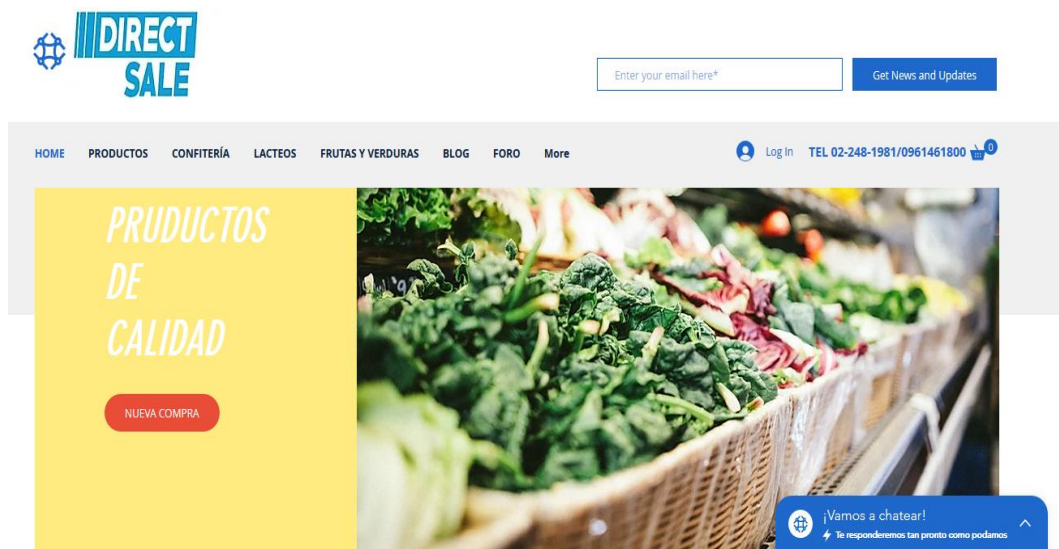 DIRECT
SALE
Enter your email here*
Get News and Updates
HOME PRODUCTOS CONFITERÍA LACTEOS FRUTAS Y VERDURAS BLOG FORO More
Log In TEL 02-248-1981/0961461800 0
PRUDUCTOS
DE
CALIDAD
NUEVA COMPRA
¡Vamos a chatear!
Te responderemos tan pronto como podamos